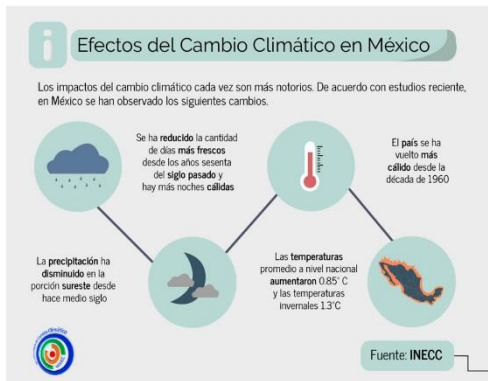 i
Efectos del Cambio Climático en México
Los impactos del cambio climático cada vez son más notorios. De acuerdo con estudios reciente,
en México se han observado los siguientes cambios.
Se ha reducido la cantidad
de días más frescos
desde los años sesenta
del siglo pasado y
hay más noches cálidas
El país se ha
vuelto más
cálido desde la
década de 1960
La precipitación ha
disminuido en la
porción sureste desde
hace medio siglo
Las temperaturas
promedio a nivel nacional
aumentaron 0.85° C
y las temperaturas
invernales 1.3°C
Fuente: INECC